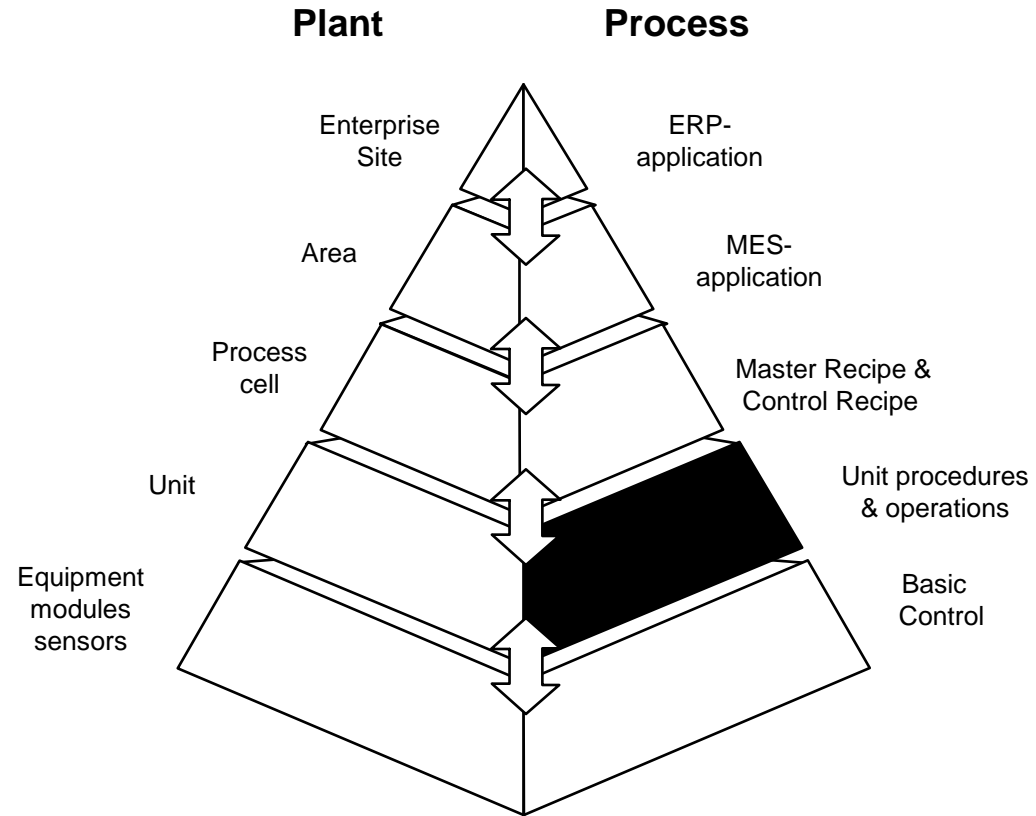 Plant Process
Enterprise
Site
ERP-
application
Area
MES-
application
Process
cell
Master Recipe &
Control Recipe
Unit
Unit procedures
& operations
Equipment
modules
sensors
Basic
Control